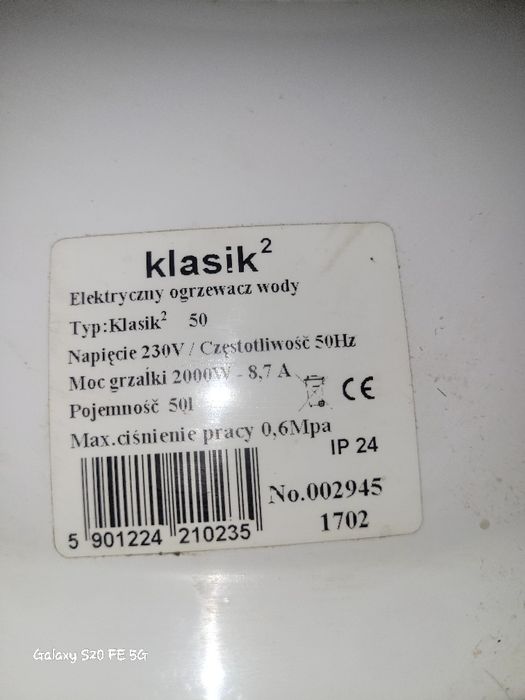 klasik²
Elektryczny ogrzewacz wody
Typ:Klasik² 50
Napięcie 230V / Częstotliwość 50Hz
Moc grzałki 2000W - 8,7 A
Pojemność 50l
Max.ciśnienie pracy 0,6Mpa
CE
IP 24
No.002945
1702
5 901224 210235
Galaxy S20 FE 5G